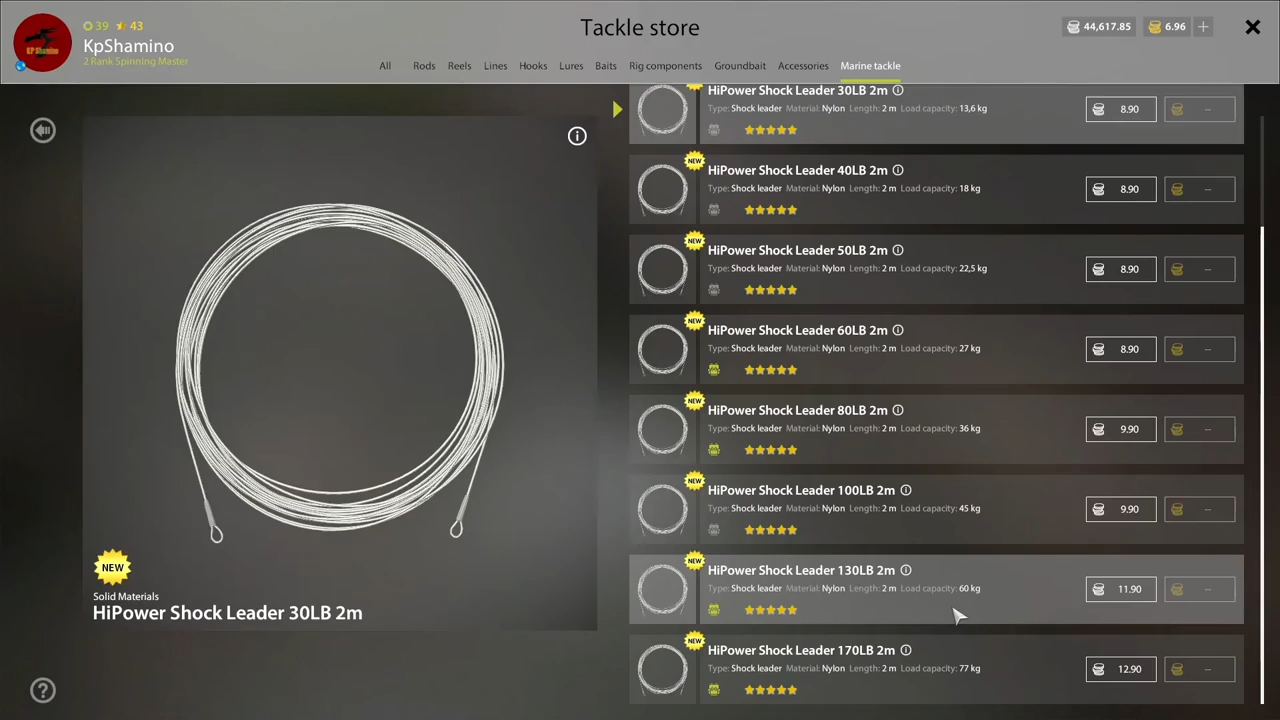 39 43
KpShamino
2 Rank Spinning Master
KP Shamino
Tackle store
44,617.85 6.96 +
All Rods Reels Lines Hooks Lures Baits Rig components Groundbait Accessories Marine tackle
HiPower Shock Leader 30LB 2m
Type: Shock leader Material: Nylon Length: 2 m Load capacity: 13,6 kg
8.90 --
NEW
HiPower Shock Leader 40LB 2m
Type: Shock leader Material: Nylon Length: 2 m Load capacity: 18 kg
8.90 --
NEW
HiPower Shock Leader 50LB 2m
Type: Shock leader Material: Nylon Length: 2 m Load capacity: 22,5 kg
8.90 --
NEW
HiPower Shock Leader 60LB 2m
Type: Shock leader Material: Nylon Length: 2 m Load capacity: 27 kg
8.90 --
NEW
HiPower Shock Leader 80LB 2m
Type: Shock leader Material: Nylon Length: 2 m Load capacity: 36 kg
9.90 --
NEW
HiPower Shock Leader 100LB 2m
Type: Shock leader Material: Nylon Length: 2 m Load capacity: 45 kg
9.90 --
NEW
HiPower Shock Leader 130LB 2m
Type: Shock leader Material: Nylon Length: 2 m Load capacity: 60 kg
11.90 --
NEW
HiPower Shock Leader 170LB 2m
Type: Shock leader Material: Nylon Length: 2 m Load capacity: 77 kg
12.90 --
NEW
Solid Materials
HiPower Shock Leader 30LB 2m
?